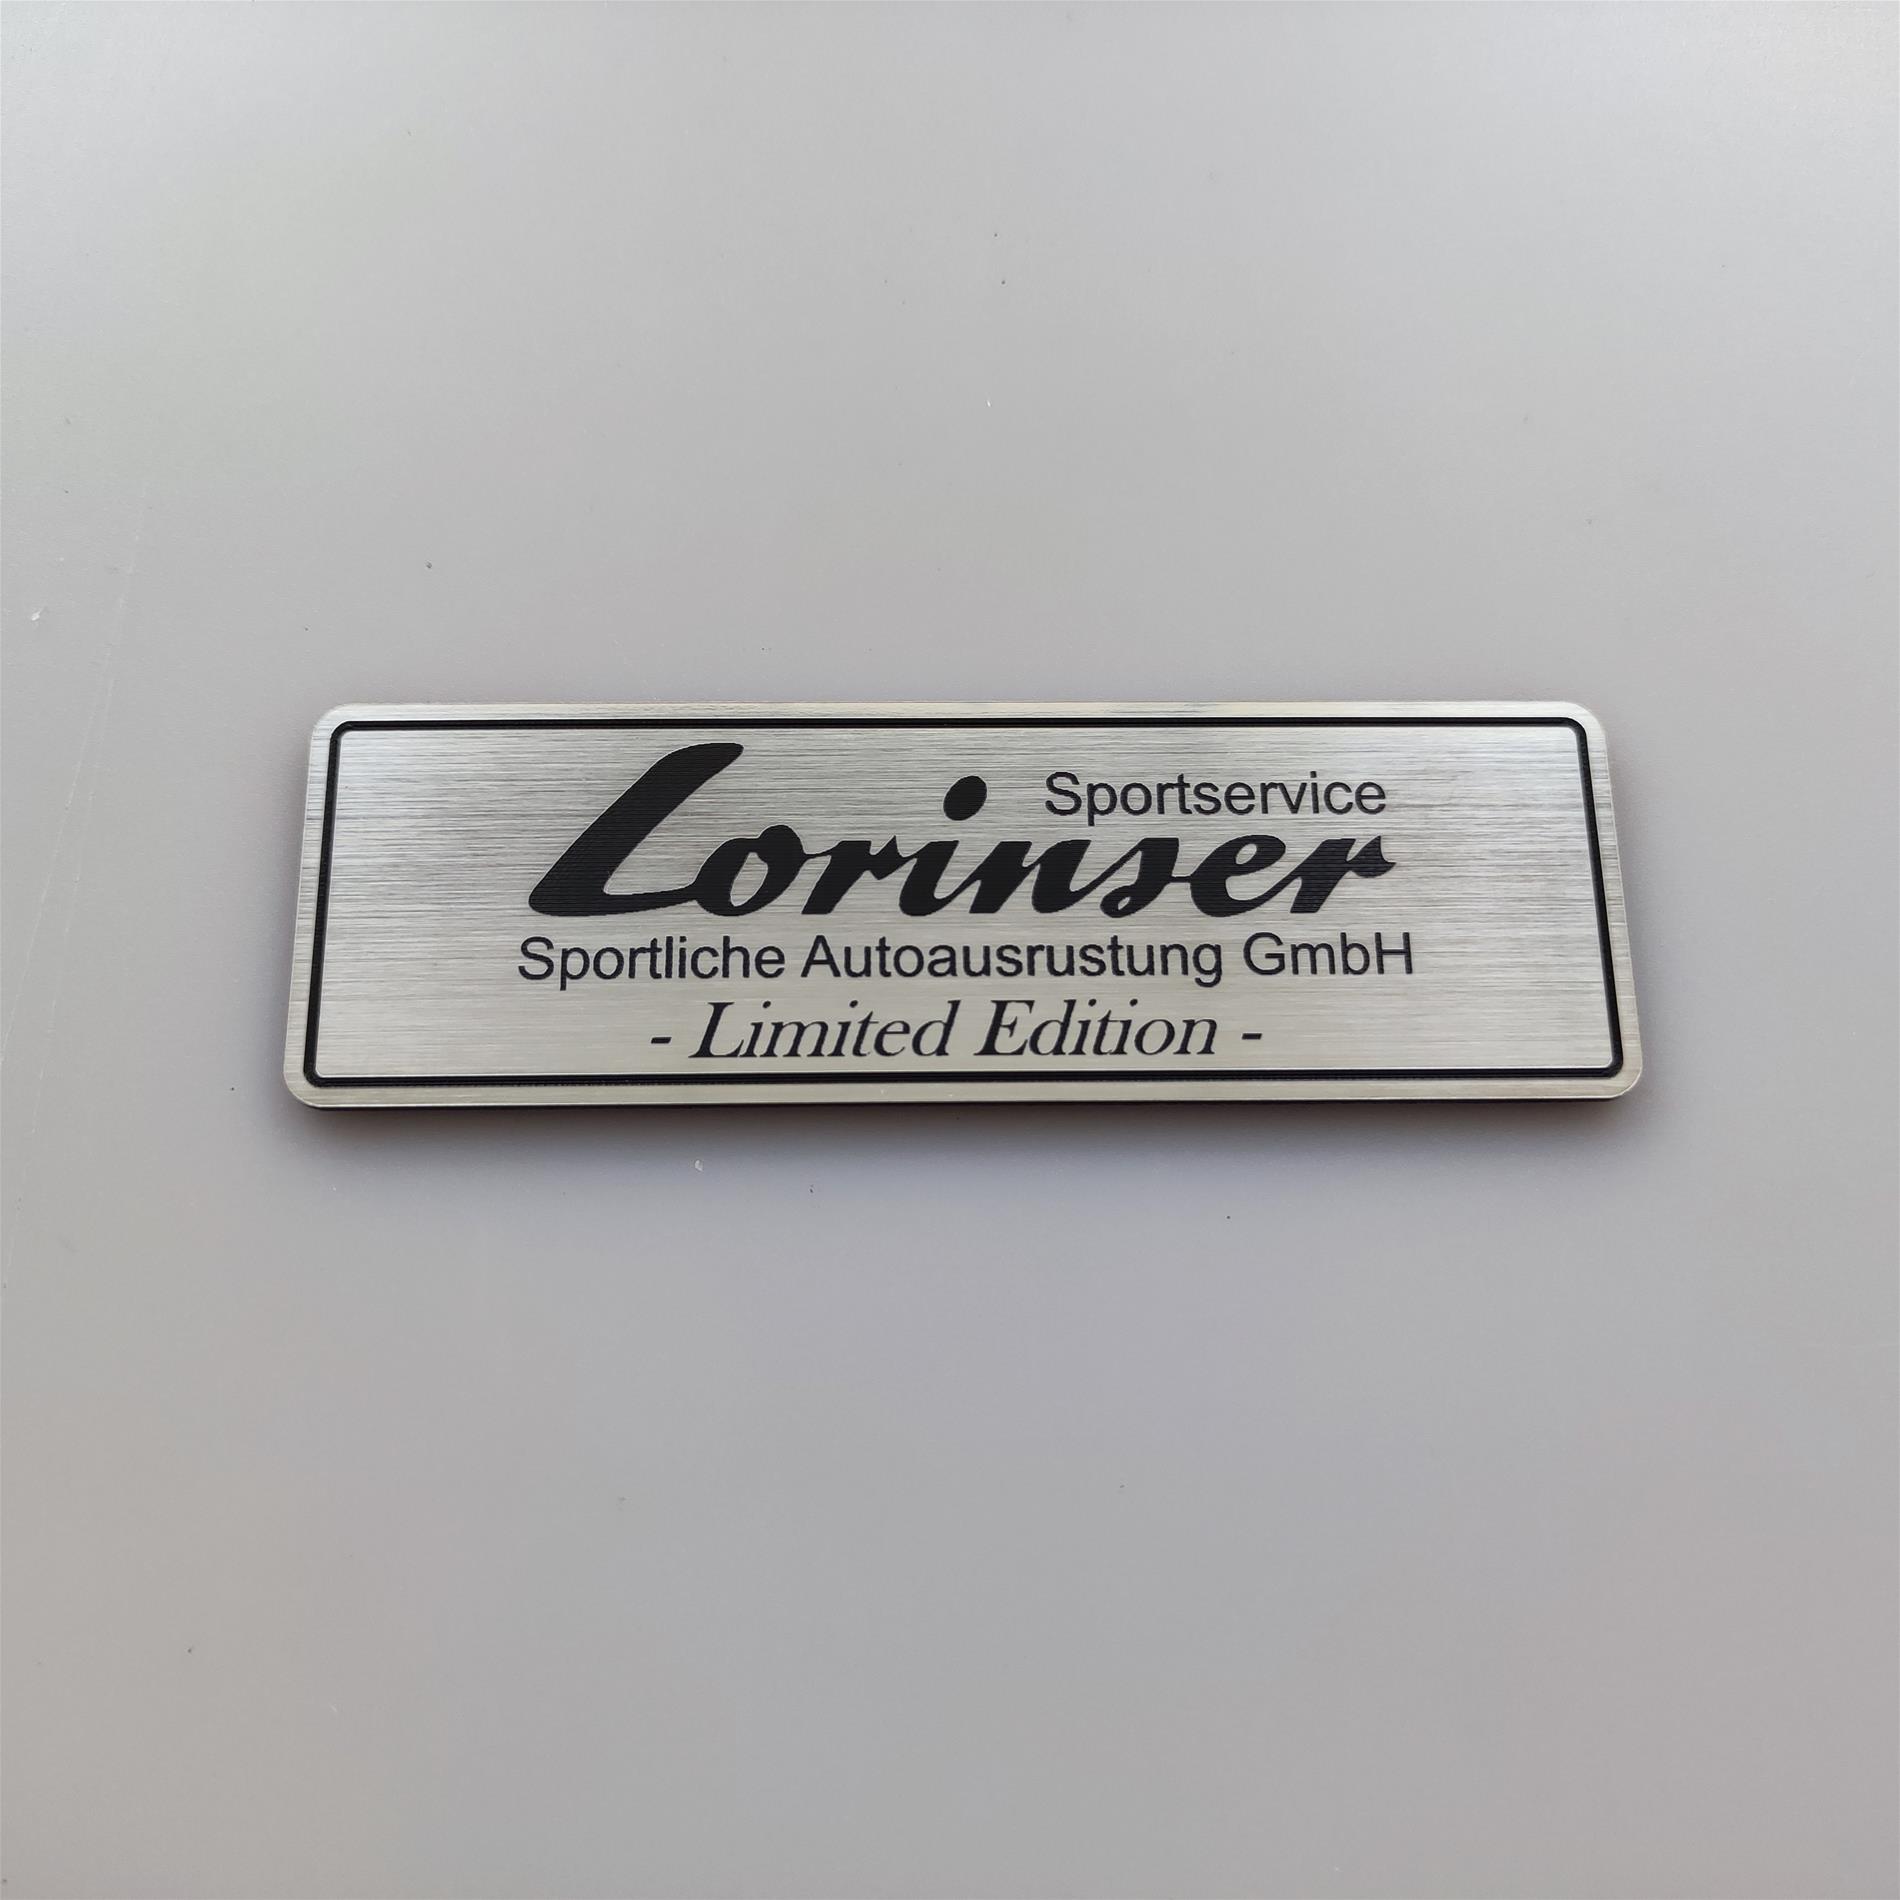 Sportservice
Lorinser
Sportliche Autoausrustung GmbH
- Limited Edition -